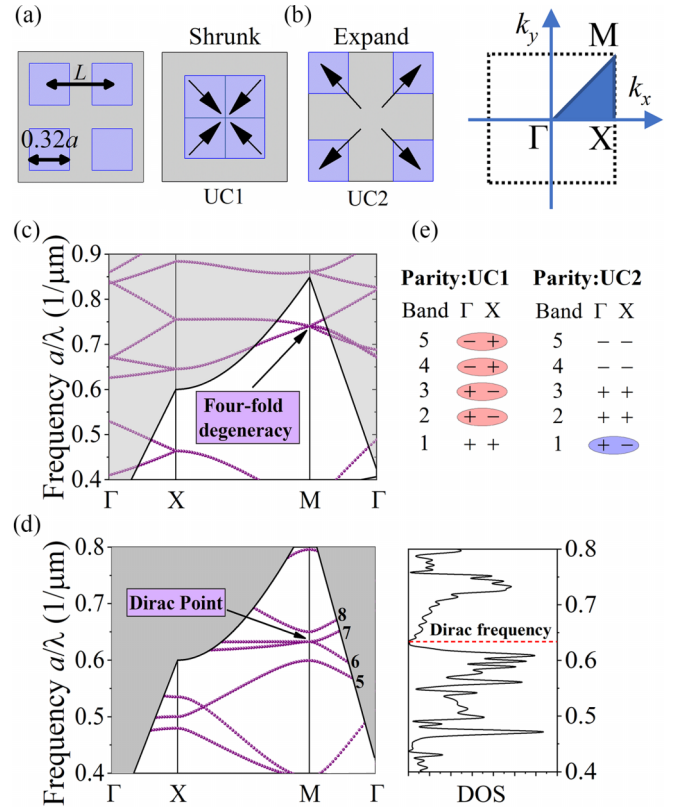 (a)
Shrunk
(b)
Expand
L
0.32a
UC1
UC2
k_y
M
k_x
Γ
X
(c)
Frequency a/λ (1/μm)
0.9
0.8
0.7
0.6
0.5
0.4
Four-fold
degeneracy
Γ X M Γ
(e)
Parity:UC1 Parity:UC2
Band Γ X Band Γ X
5 − + 5 − −
4 − + 4 − −
3 + − 3 + +
2 + − 2 + +
1 + + 1 + −
(d)
Frequency a/λ (1/μm)
0.8
0.7
0.6
0.5
0.4
Dirac Point
8
7
6
5
Γ X M Γ
0.8
0.7
Dirac frequency
0.6
0.5
0.4
DOS